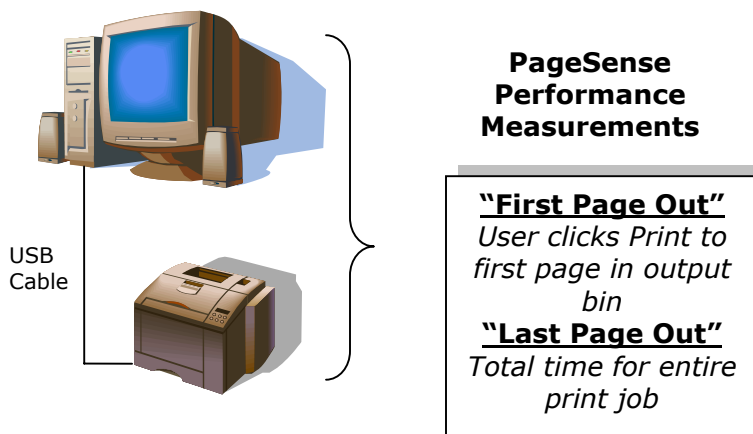 PageSense
Performance
Measurements
USB
Cable
“First Page Out”
User clicks Print to
first page in output
bin
“Last Page Out”
Total time for entire
print job